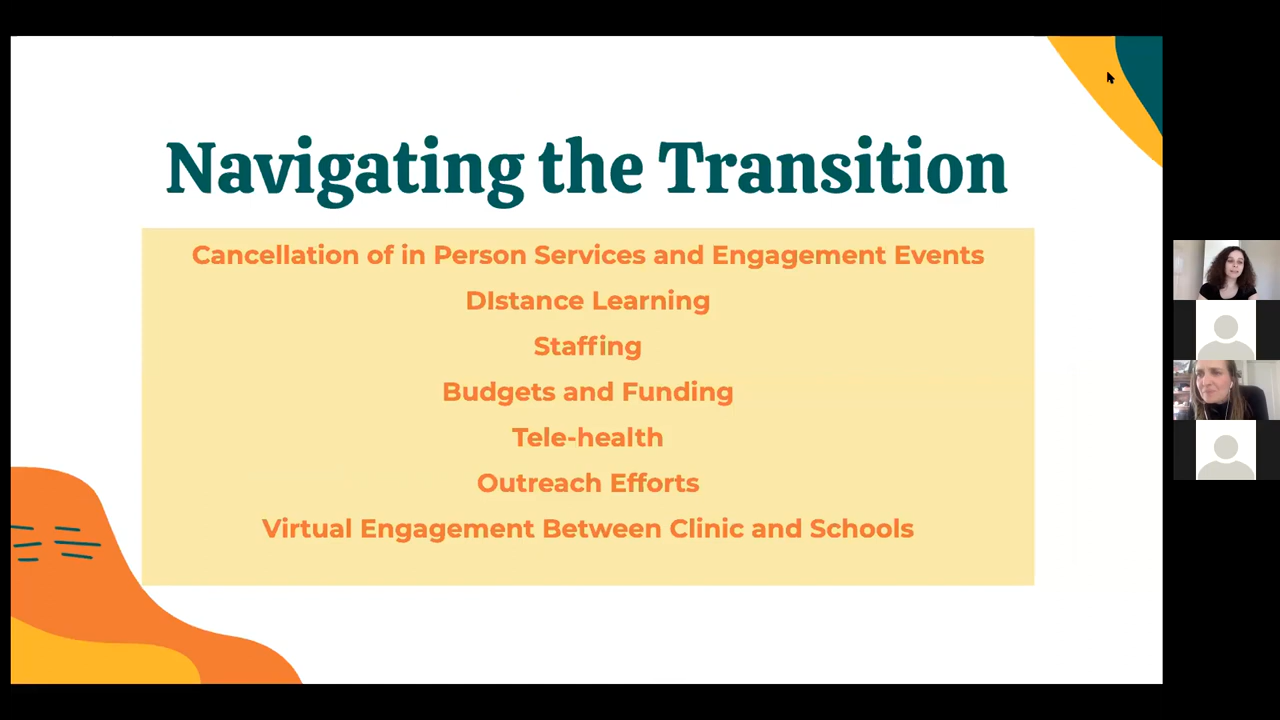 Navigating the Transition
Cancellation of in Person Services and Engagement Events
DIstance Learning
Staffing
Budgets and Funding
Tele-health
Outreach Efforts
Virtual Engagement Between Clinic and Schools